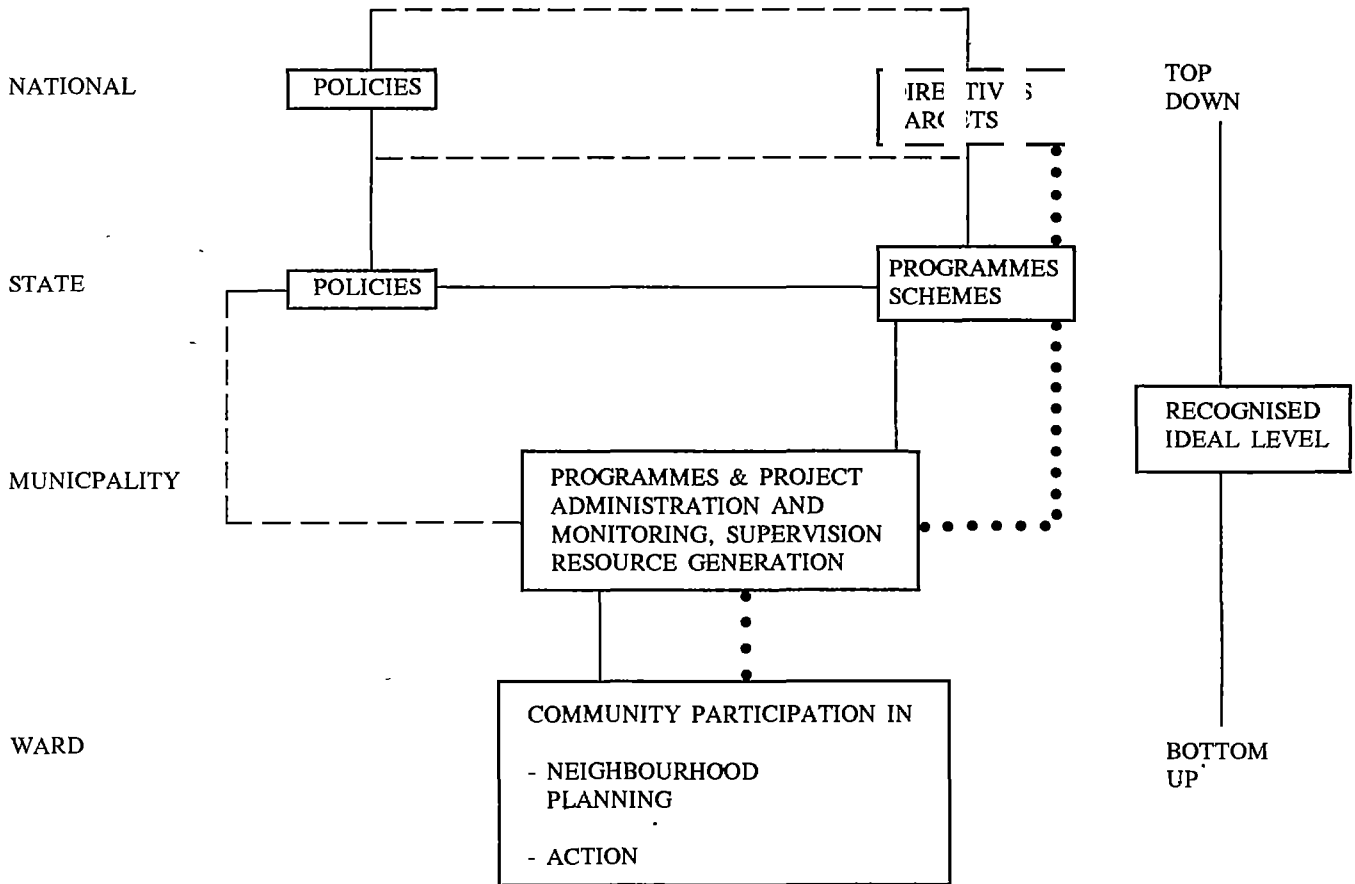 NATIONAL
POLICIES
TOP
DOWN
STATE
POLICIES
PROGRAMMES
SCHEMES
RECOGNISED
IDEAL LEVEL
MUNICPALITY
PROGRAMMES & PROJECT
ADMINISTRATION AND
MONITORING, SUPERVISION
RESOURCE GENERATION
WARD
COMMUNITY PARTICIPATION IN
- NEIGHBOURHOOD
PLANNING
- ACTION
BOTTOM
UP